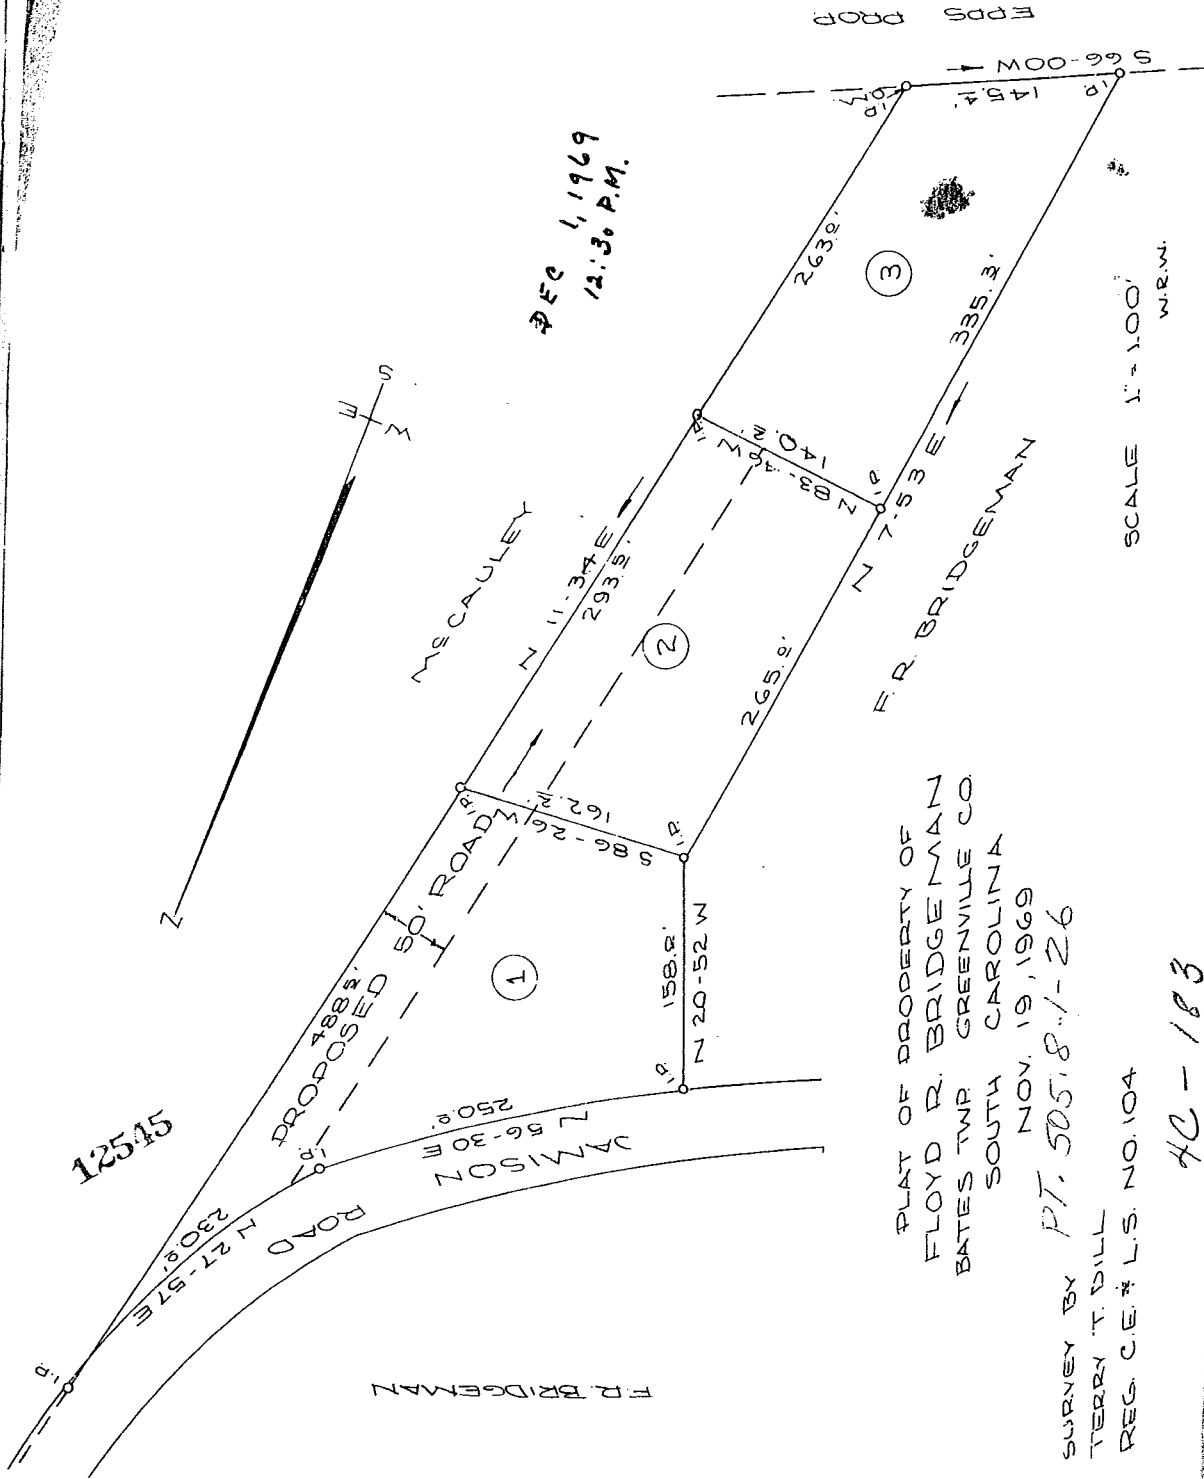 EPPS PROP.
S 66-00W
145.4'
I.P.
I.P.
O.M.
DEC 1, 1969
12:30 P.M.
263.0'
3
335.3'
N
S
E
W
McCAULEY
N 11-34 E
293.5'
I.P.
N 83-46 W
140.2'
I.P.
N 7-53 E
F. R. BRIDGEMAN
SCALE 1" = 100'
W.R.W.
2
265.0'
I.P.
S 86-26 W
162.2'
I.P.
PROPOSED 50' ROAD
488.5'
1
158.8'
N 20-52 W
I.P.
12545
I.P.
250.0'
N 56-30 E
JAMISON ROAD
230.0'
N 27-57 E
I.P.
F.R. BRIDGEMAN
PLAT OF PROPERTY OF
FLOYD R. BRIDGEMAN
BATES TWP. GREENVILLE CO.
SOUTH CAROLINA
NOV. 19, 1969
PT. 505.8-1-26
SURVEY BY
TERRY T. DILL
REG. C.E. & L.S. NO. 104
4C-183